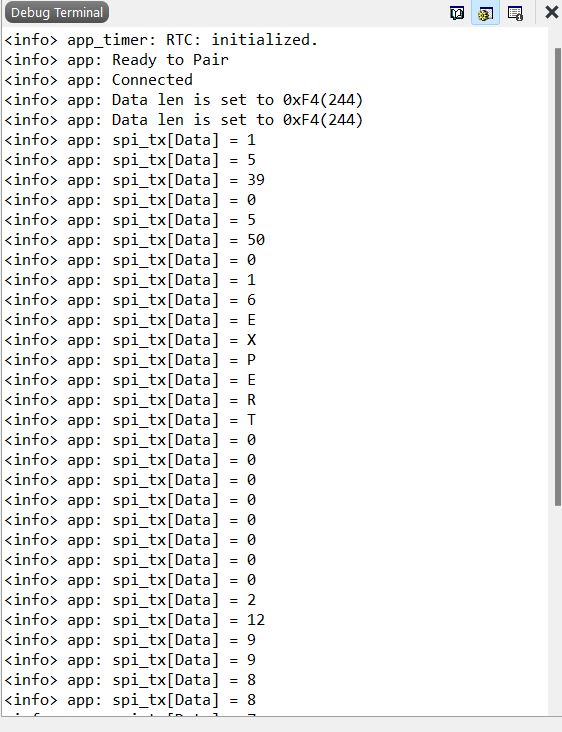 Debug Terminal
<info> app_timer: RTC: initialized.
<info> app: Ready to Pair
<info> app: Connected
<info> app: Data len is set to 0xF4(244)
<info> app: Data len is set to 0xF4(244)
<info> app: spi_tx[Data] = 1
<info> app: spi_tx[Data] = 5
<info> app: spi_tx[Data] = 39
<info> app: spi_tx[Data] = 0
<info> app: spi_tx[Data] = 5
<info> app: spi_tx[Data] = 50
<info> app: spi_tx[Data] = 0
<info> app: spi_tx[Data] = 1
<info> app: spi_tx[Data] = 6
<info> app: spi_tx[Data] = E
<info> app: spi_tx[Data] = X
<info> app: spi_tx[Data] = P
<info> app: spi_tx[Data] = E
<info> app: spi_tx[Data] = R
<info> app: spi_tx[Data] = T
<info> app: spi_tx[Data] = 0
<info> app: spi_tx[Data] = 0
<info> app: spi_tx[Data] = 0
<info> app: spi_tx[Data] = 0
<info> app: spi_tx[Data] = 0
<info> app: spi_tx[Data] = 0
<info> app: spi_tx[Data] = 0
<info> app: spi_tx[Data] = 0
<info> app: spi_tx[Data] = 2
<info> app: spi_tx[Data] = 12
<info> app: spi_tx[Data] = 9
<info> app: spi_tx[Data] = 9
<info> app: spi_tx[Data] = 8
<info> app: spi_tx[Data] = 8